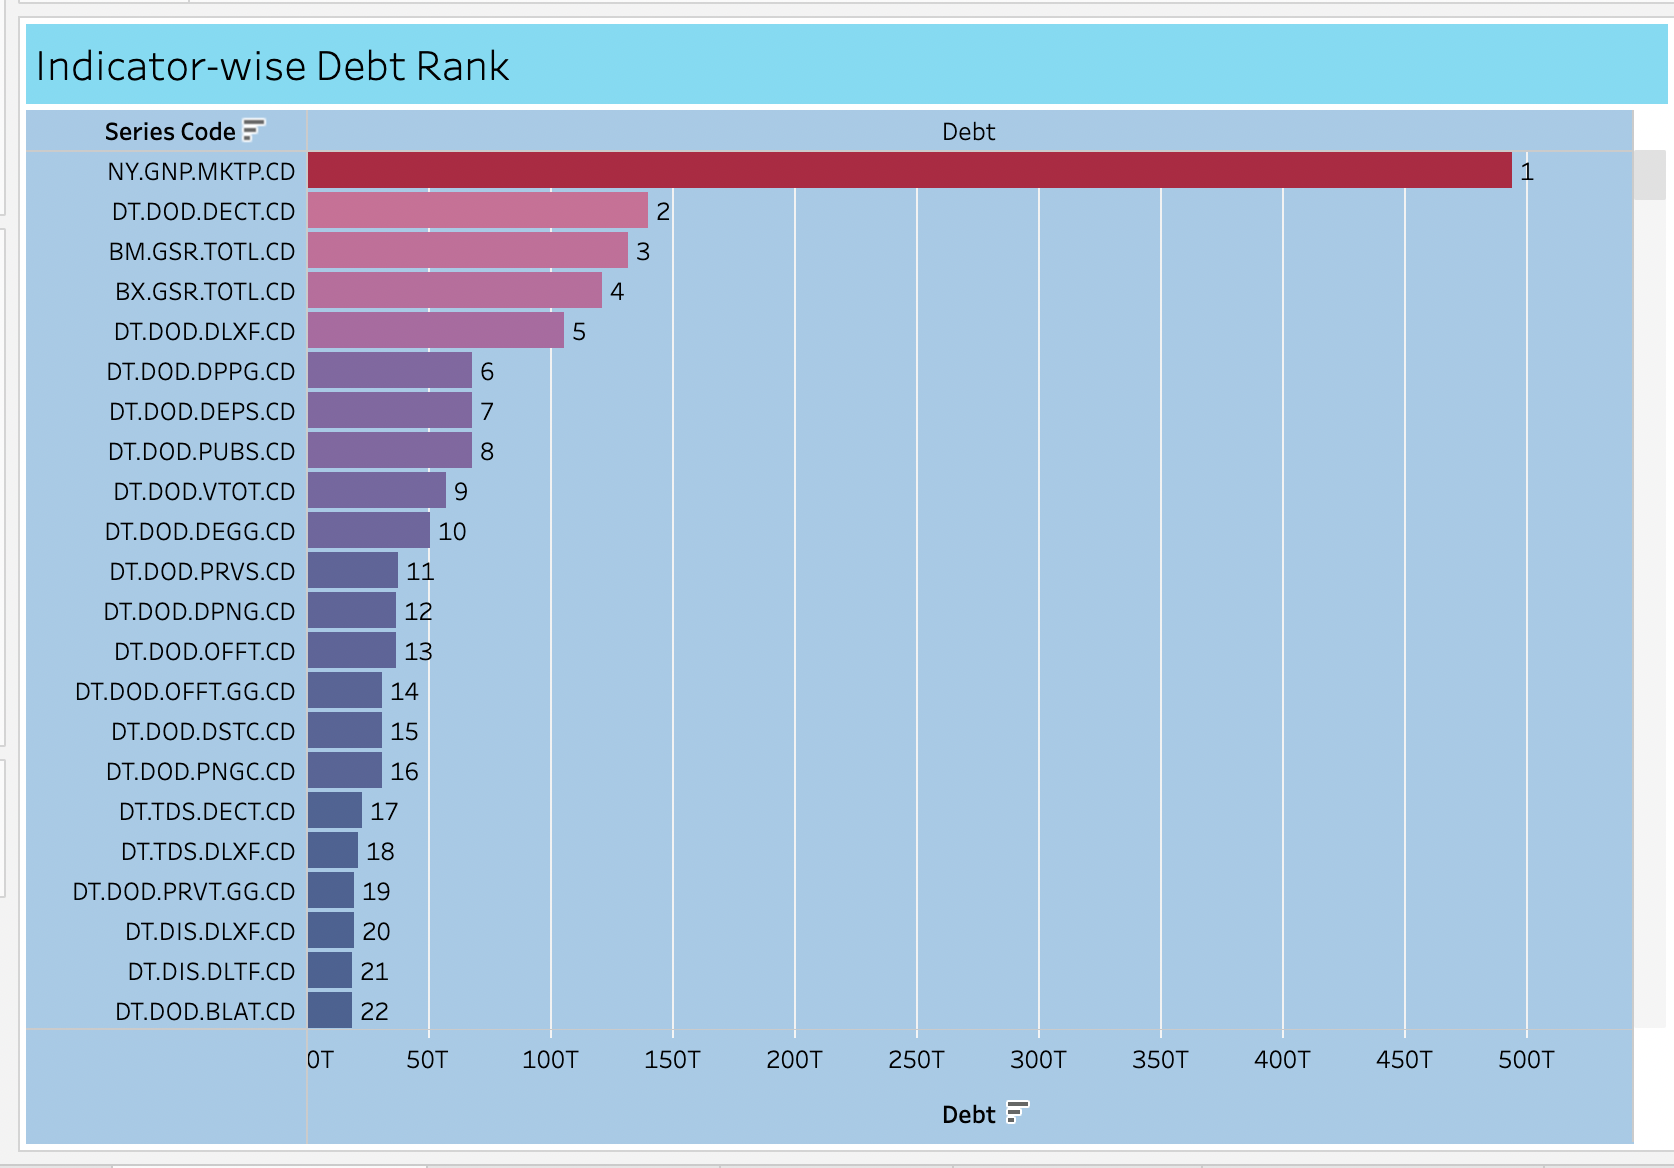 Indicator-wise Debt Rank
Series Code Debt
NY.GNP.MKTP.CD 1
DT.DOD.DECT.CD 2
BM.GSR.TOTL.CD 3
BX.GSR.TOTL.CD 4
DT.DOD.DLXF.CD 5
DT.DOD.DPPG.CD 6
DT.DOD.DEPS.CD 7
DT.DOD.PUBS.CD 8
DT.DOD.VTOT.CD 9
DT.DOD.DEGG.CD 10
DT.DOD.PRVS.CD 11
DT.DOD.DPNG.CD 12
DT.DOD.OFFT.CD 13
DT.DOD.OFFT.GG.CD 14
DT.DOD.DSTC.CD 15
DT.DOD.PNGC.CD 16
DT.TDS.DECT.CD 17
DT.TDS.DLXF.CD 18
DT.DOD.PRVT.GG.CD 19
DT.DIS.DLXF.CD 20
DT.DIS.DLTF.CD 21
DT.DOD.BLAT.CD 22
0T 50T 100T 150T 200T 250T 300T 350T 400T 450T 500T
Debt